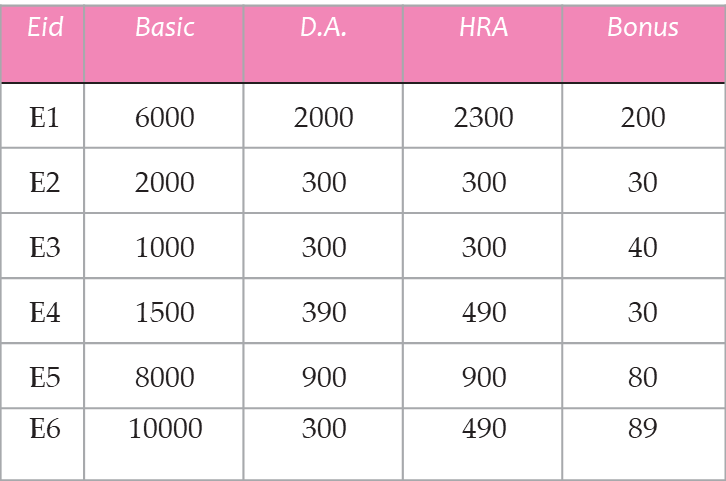 Eid Basic D.A. HRA Bonus
E1 6000 2000 2300 200
E2 2000 300 300 30
E3 1000 300 300 40
E4 1500 390 490 30
E5 8000 900 900 80
E6 10000 300 490 89